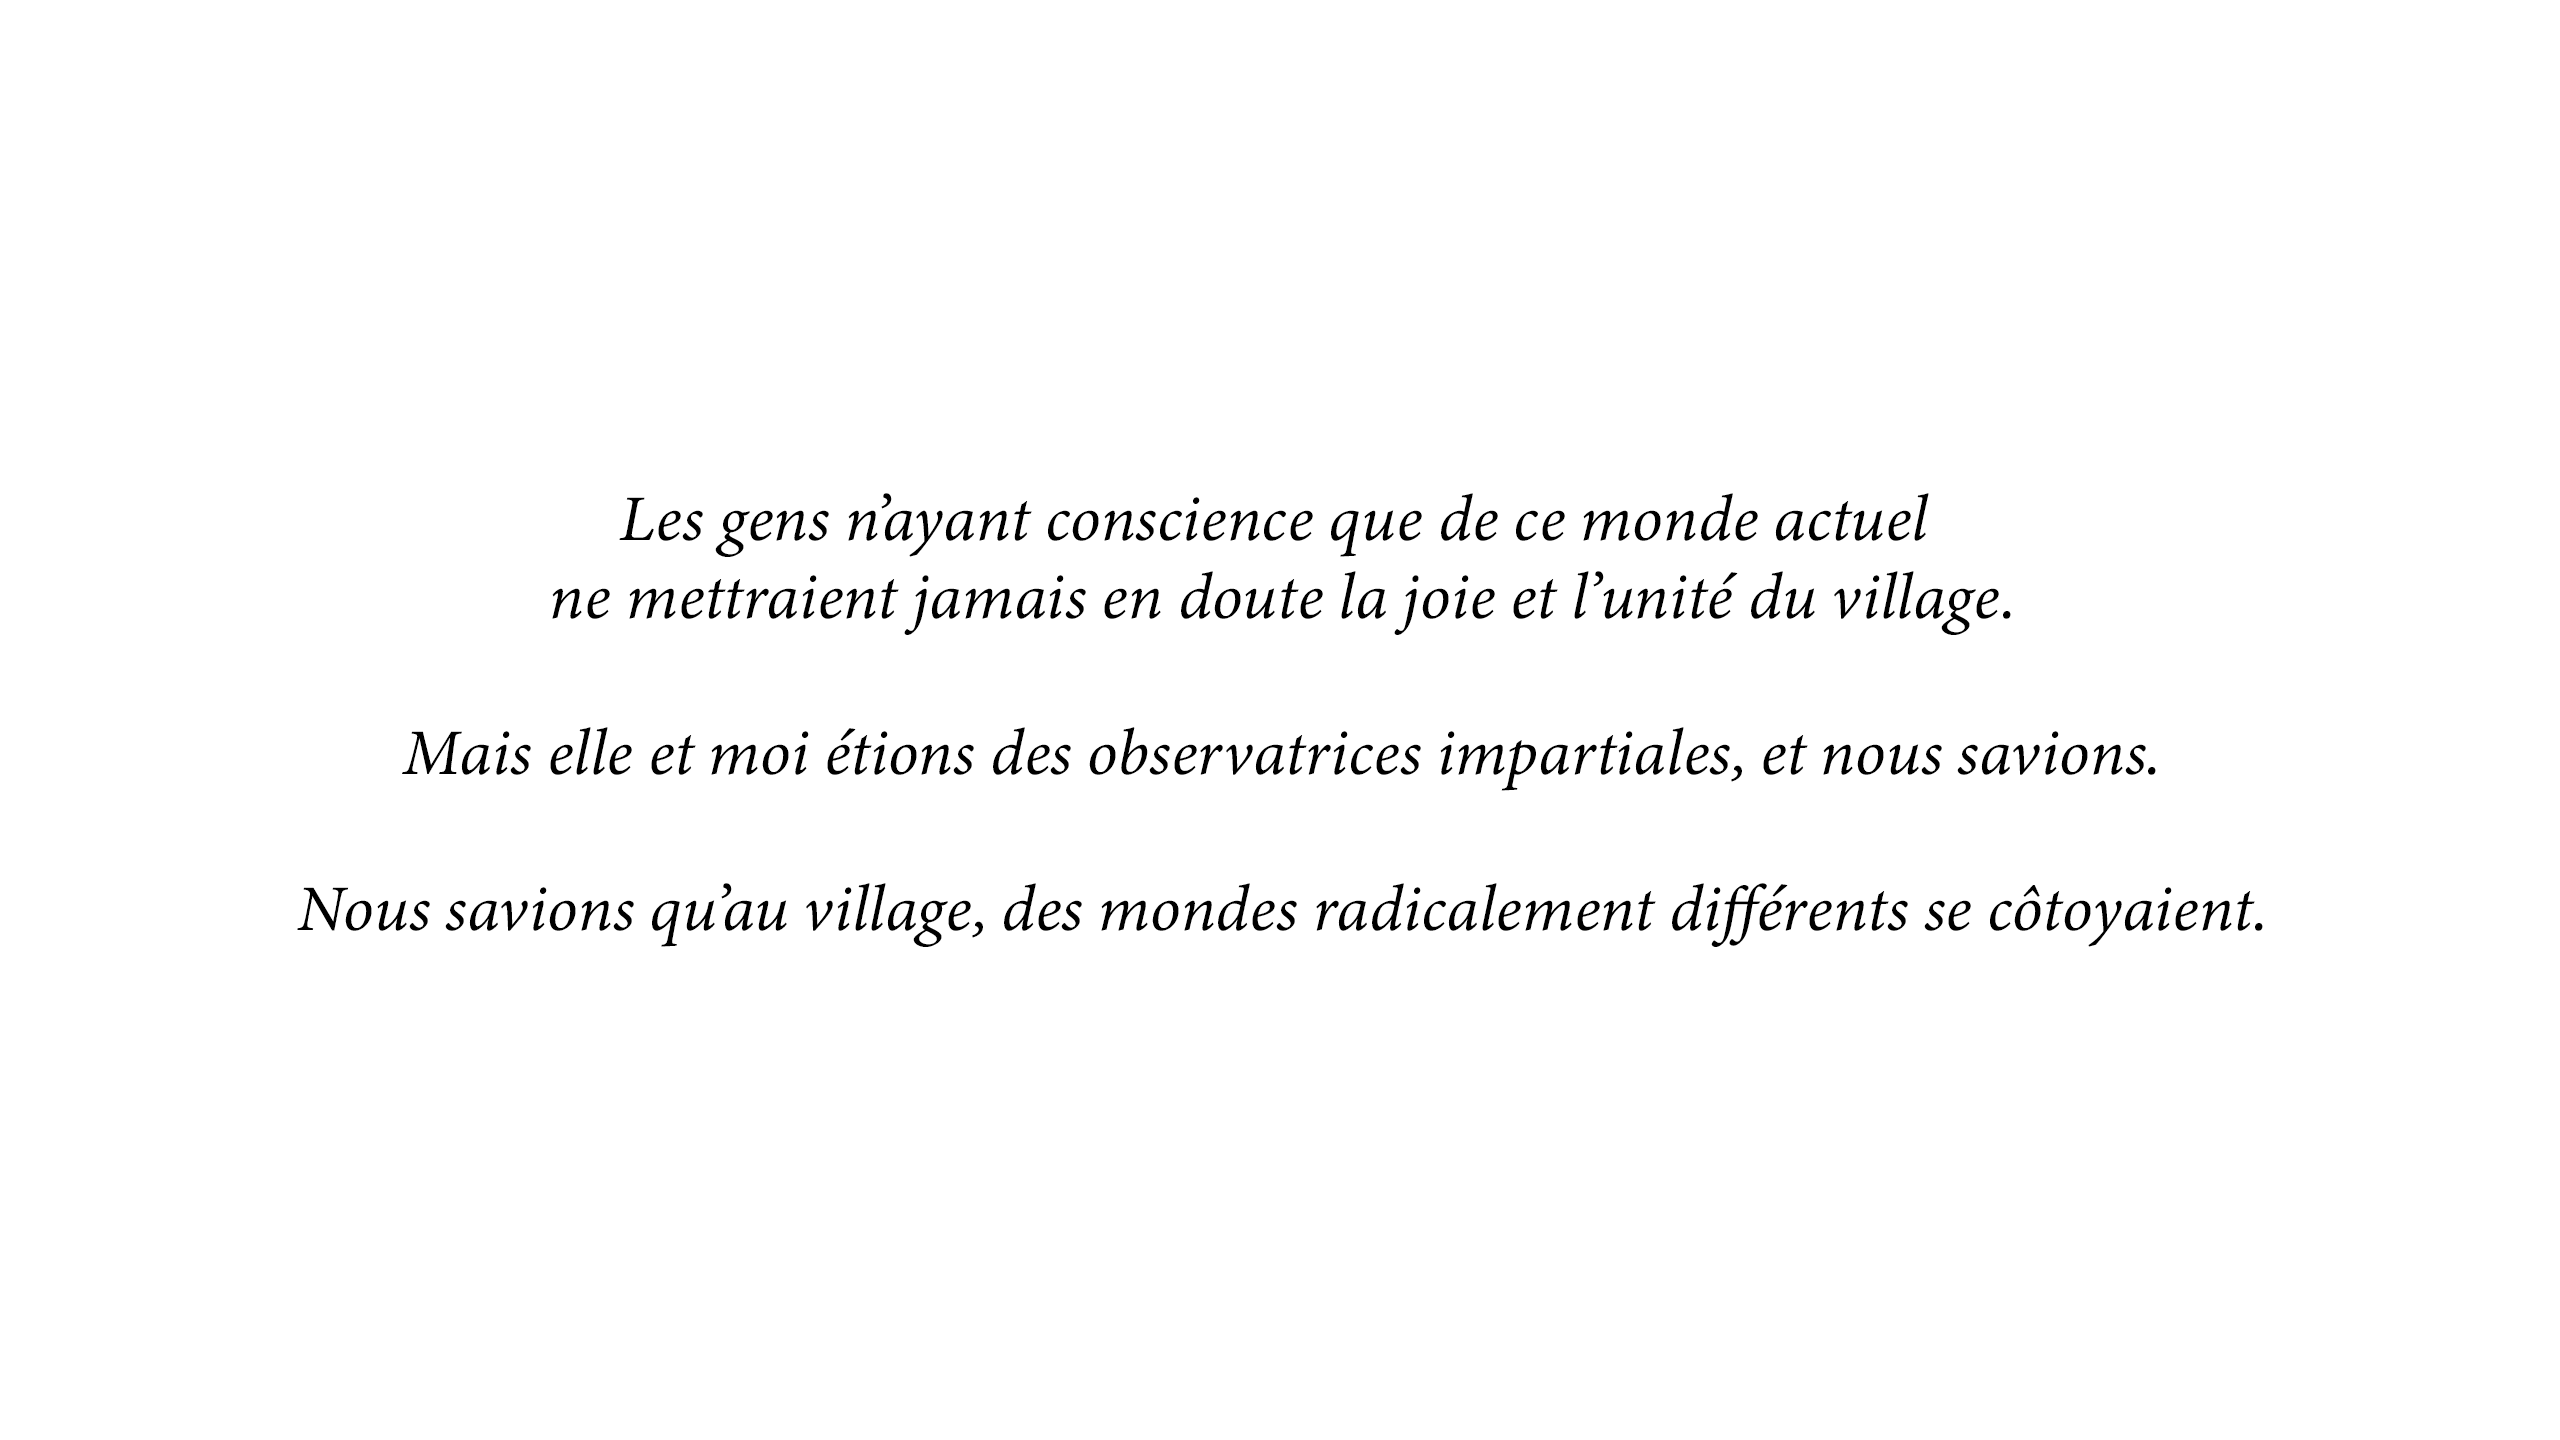 Les gens n’ayant conscience que de ce monde actuel
ne mettraient jamais en doute la joie et l’unité du village.
Mais elle et moi étions des observatrices impartiales, et nous savions.
Nous savions qu’au village, des mondes radicalement différents se côtoyaient.